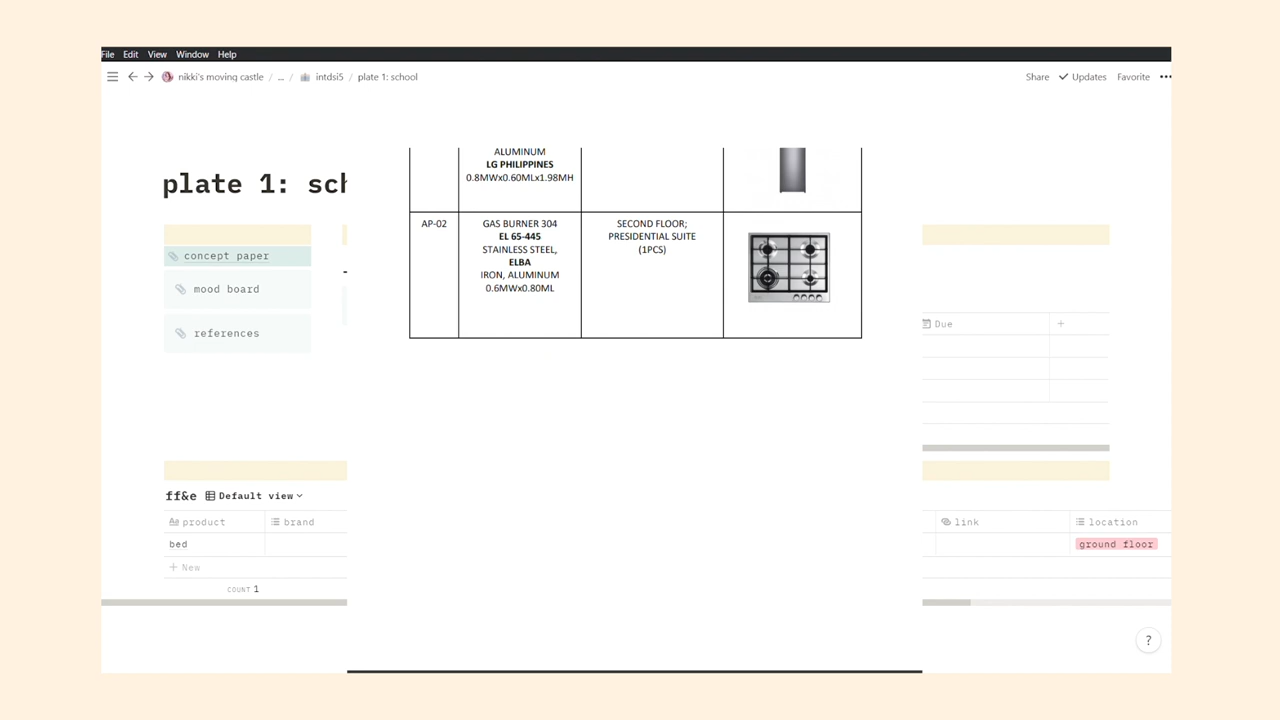 File Edit View Window Help
nikki's moving castle / ... / intdsi5 / plate 1: school
Share Updates Favorite
plate 1: sch
concept paper
mood board
references
ALUMINUM
LG PHILIPPINES
0.8MWx0.60MLx1.98MH
AP-02
GAS BURNER 304
EL 65-445
STAINLESS STEEL,
ELBA
IRON, ALUMINUM
0.6MWx0.80ML
SECOND FLOOR;
PRESIDENTIAL SUITE
(1PCS)
Due
ff&e Default view
product brand link location
bed ground floor
+ New
COUNT 1
?